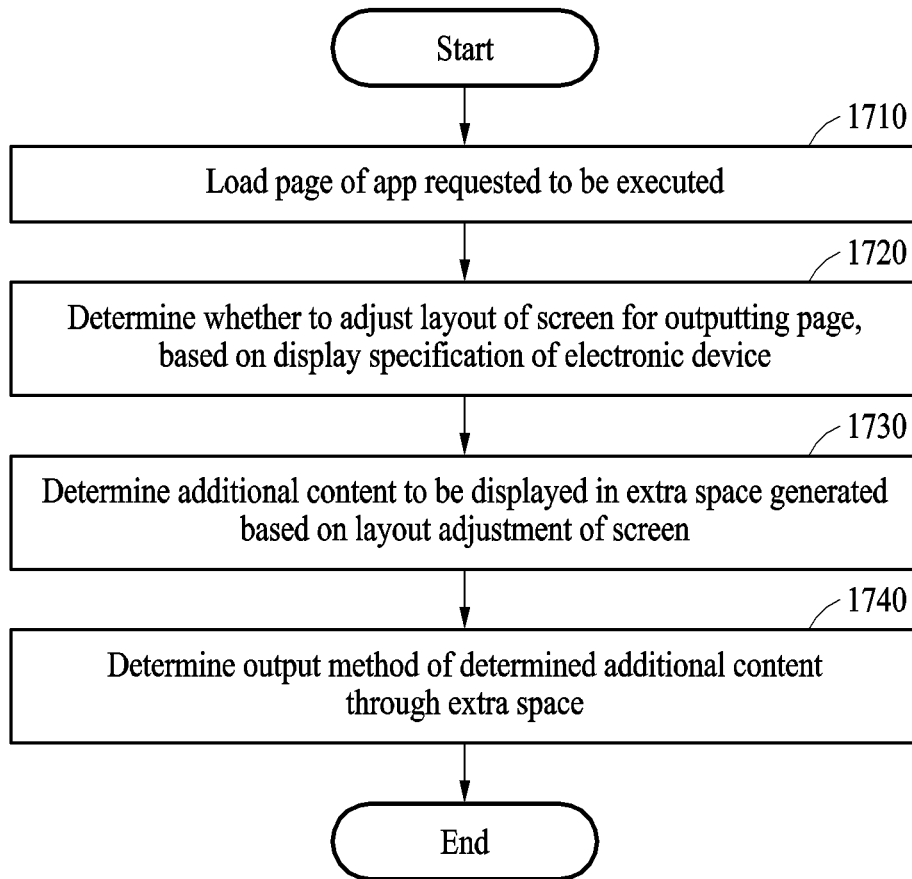 Start
1710
Load page of app requested to be executed
1720
Determine whether to adjust layout of screen for outputting page,
based on display specification of electronic device
1730
Determine additional content to be displayed in extra space generated
based on layout adjustment of screen
1740
Determine output method of determined additional content
through extra space
End